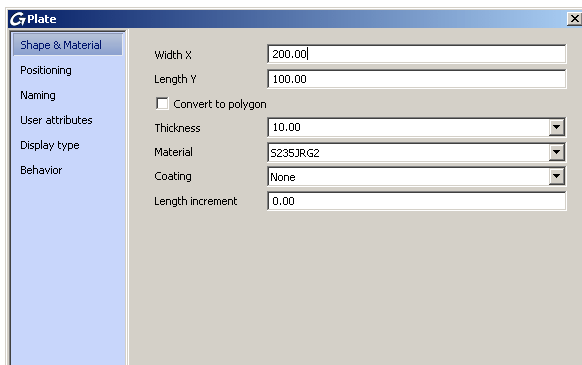 Plate
Shape & Material
Positioning
Naming
User attributes
Display type
Behavior
Width X 200.00
Length Y 100.00
Convert to polygon
Thickness 10.00
Material S235JRG2
Coating None
Length increment 0.00